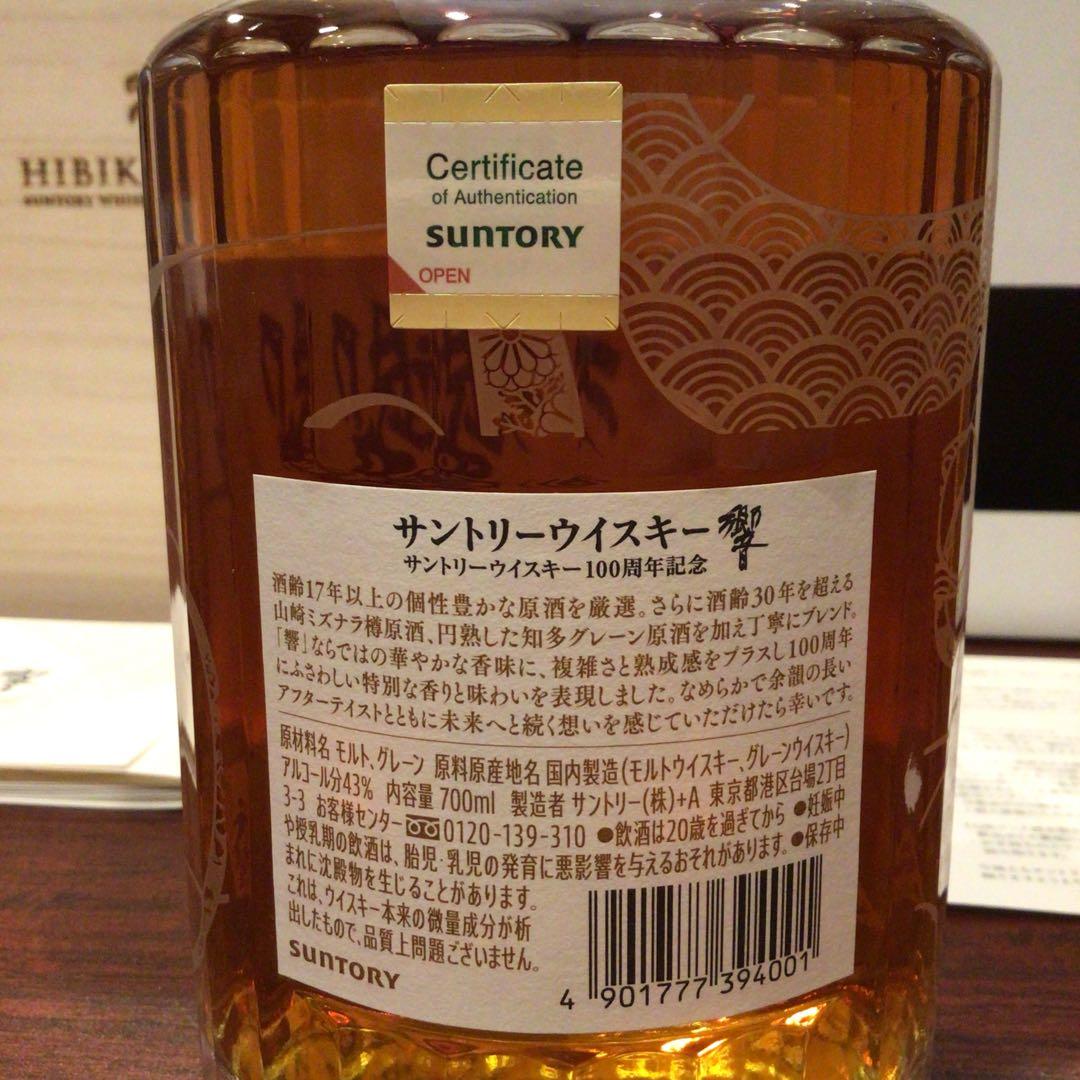 HIBIK
SUNTORY WHIS
Certificate
of Authentication
SUNTORY
OPEN
サントリーウイスキー 響
サントリーウイスキー100周年記念
酒齢17年以上の個性豊かな原酒を厳選。さらに酒齢30年を超える
山崎ミズナラ樽原酒、円熟した知多グレーン原酒を加え丁寧にブレンド。
「響」ならではの華やかな香味に、複雑さと熟成感をプラスし100周年
にふさわしい特別な香りと味わいを表現しました。なめらかで余韻の長い
アフターテイストとともに未来へと続く想いを感じていただけたら幸いです。
原材料名 モルト、グレーン 原料原産地名 国内製造(モルトウイスキー、グレーンウイスキー)
アルコール分43% 内容量 700ml 製造者 サントリー(株)+A 東京都港区台場2丁目
3-3 お客様センター 0120-139-310 ●飲酒は20歳を過ぎてから ●妊娠中
や授乳期の飲酒は、胎児・乳児の発育に悪影響を与えるおそれがあります。●保存中
まれに沈殿物を生じることがあります。
これは、ウイスキー本来の微量成分が析
出したもので、品質上問題ございません。
SUNTORY
4 901777 394001